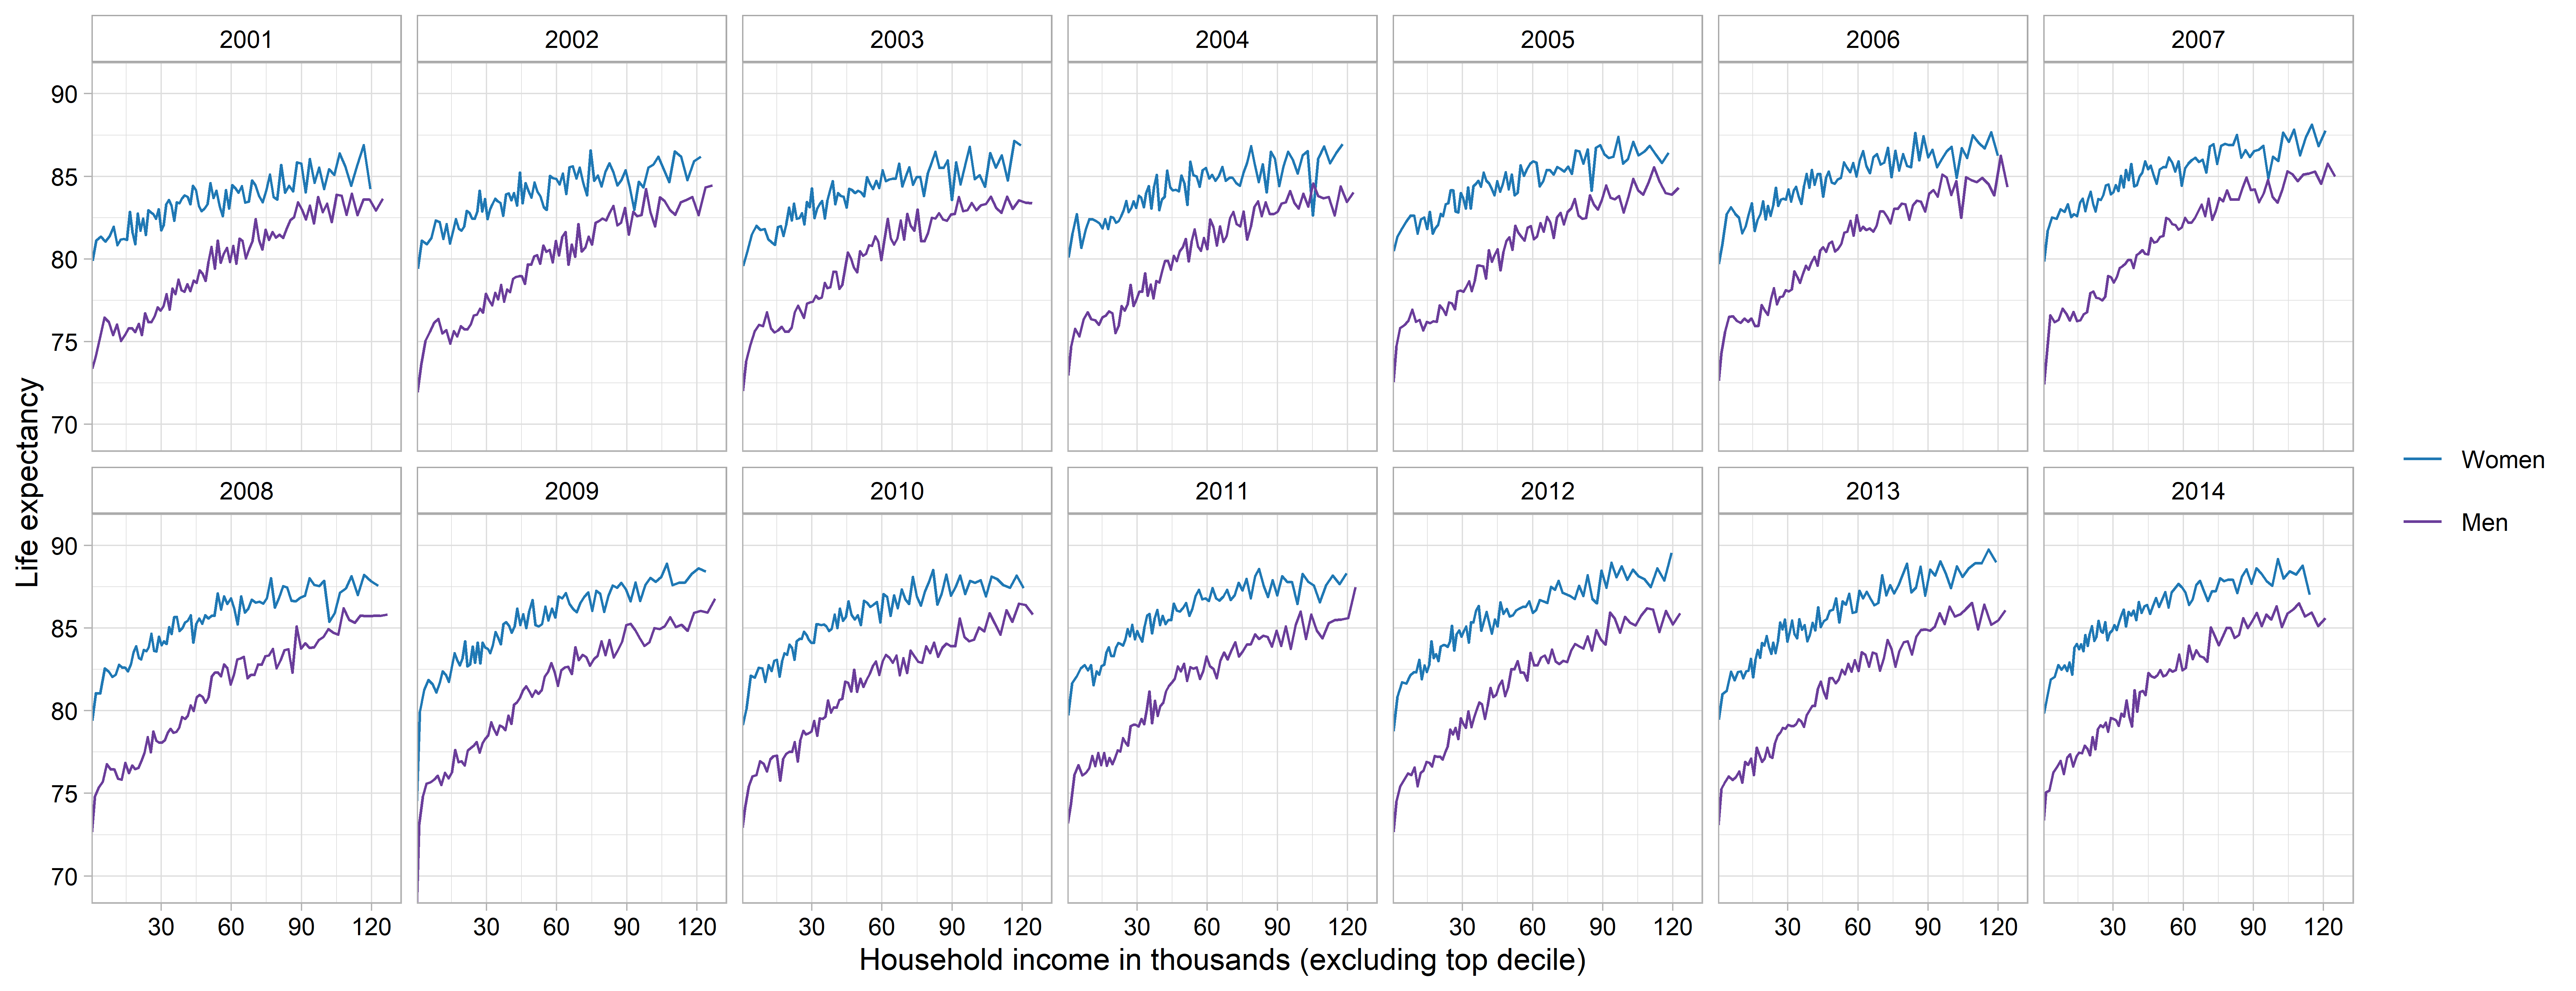 2001 2002 2003 2004 2005 2006 2007
90
85
80
75
70
Life expectancy
Women
Men
2008 2009 2010 2011 2012 2013 2014
90
85
80
75
70
30 60 90 120 30 60 90 120 30 60 90 120 30 60 90 120 30 60 90 120 30 60 90 120 30 60 90 120
Household income in thousands (excluding top decile)